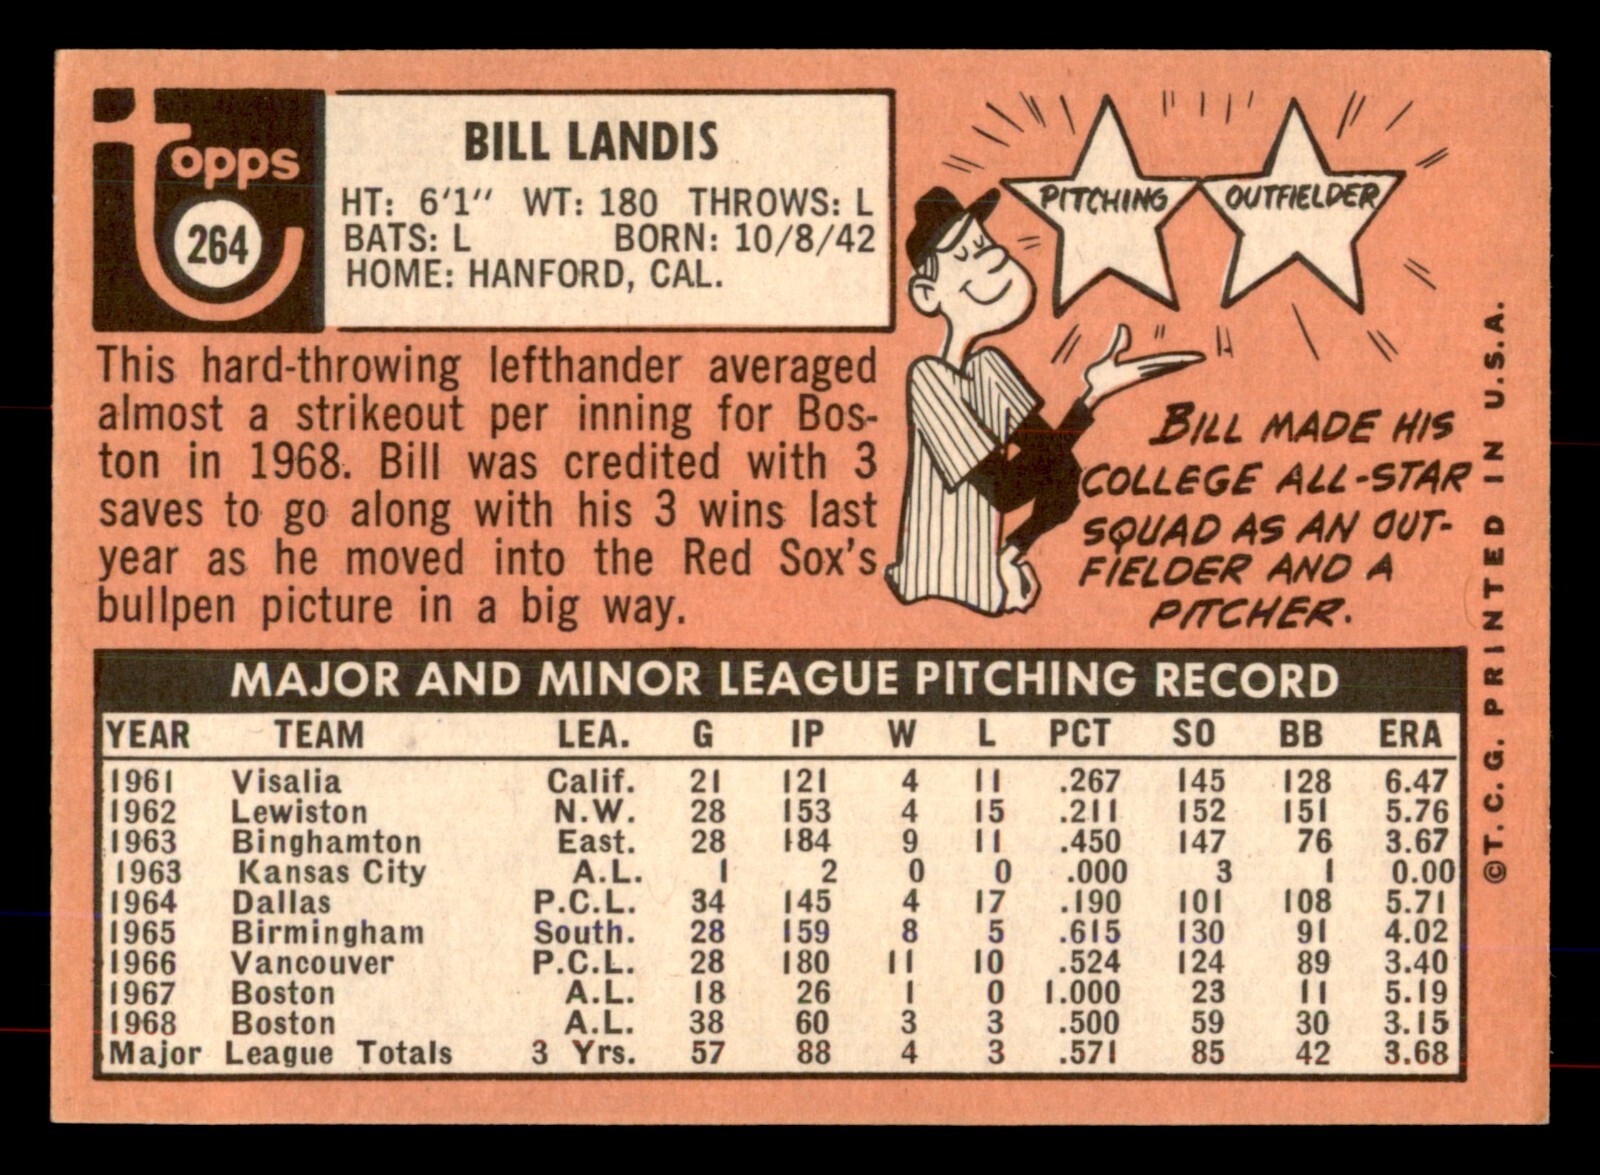 Topps
264
BILL LANDIS
HT: 6'1" WT: 180 THROWS: L
BATS: L BORN: 10/8/42
HOME: HANFORD, CAL.
This hard-throwing lefthander averaged
almost a strikeout per inning for Bos-
ton in 1968. Bill was credited with 3
saves to go along with his 3 wins last
year as he moved into the Red Sox's
bullpen picture in a big way.
PITCHING OUTFIELDER
BILL MADE HIS
COLLEGE ALL-STAR
SQUAD AS AN OUT-
FIELDER AND A
PITCHER.
MAJOR AND MINOR LEAGUE PITCHING RECORD
YEAR TEAM LEA. G IP W L PCT SO BB ERA
1961 Visalia Calif. 21 121 4 11 .267 145 128 6.47
1962 Lewiston N.W. 28 153 4 15 .211 152 151 5.76
1963 Binghamton East. 28 184 9 11 .450 147 76 3.67
1963 Kansas City A.L. 1 2 0 0 .000 3 1 0.00
1964 Dallas P.C.L. 34 145 4 17 .190 101 108 5.71
1965 Birmingham South. 28 159 8 5 .615 130 91 4.02
1966 Vancouver P.C.L. 28 180 11 10 .524 124 89 3.40
1967 Boston A.L. 18 26 1 0 1.000 23 11 5.19
1968 Boston A.L. 38 60 3 3 .500 59 30 3.15
Major League Totals 3 Yrs. 57 88 4 3 .571 85 42 3.68
©T.C.G. PRINTED IN U.S.A.